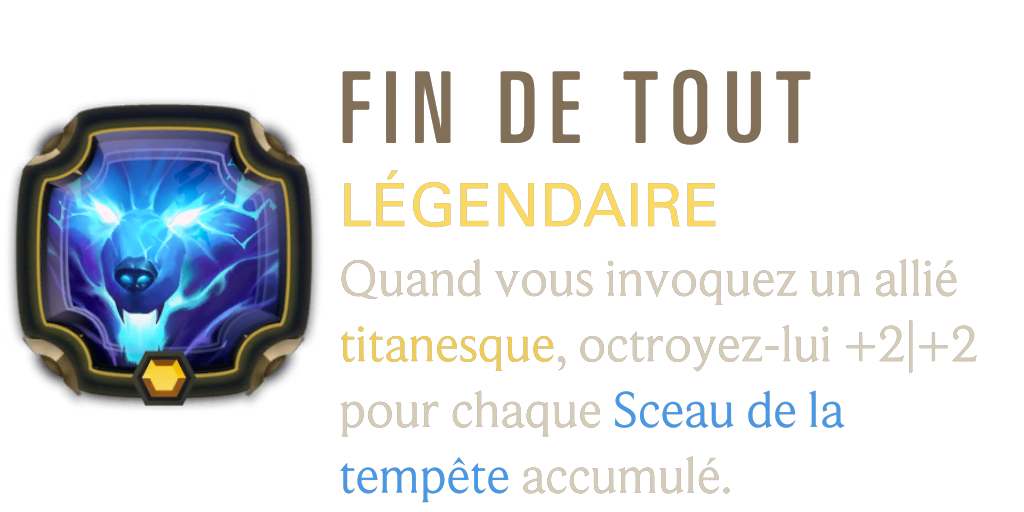 FIN DE TOUT
LÉGENDAIRE
Quand vous invoquez un allié
titanesque, octroyez-lui +2|+2
pour chaque Sceau de la
tempête accumulé.